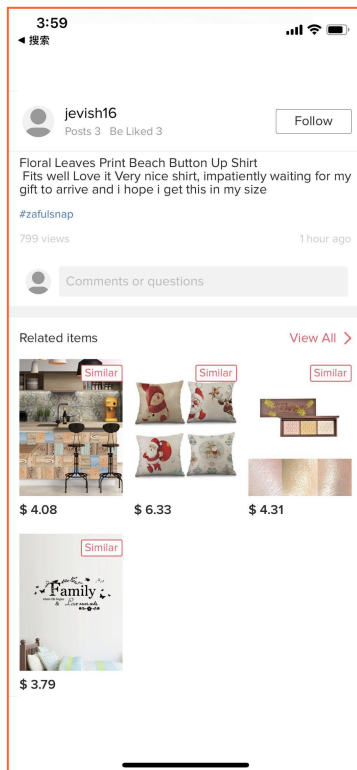 3:59
◀ 搜索
jevish16
Posts 3 Be Liked 3
Follow
Floral Leaves Print Beach Button Up Shirt
Fits well Love it Very nice shirt, impatiently waiting for my
gift to arrive and i hope i get this in my size
#zafulsnap
799 views
1 hour ago
Comments or questions
Related items
View All
Similar
Similar
Similar
$ 4.08
$ 6.33
$ 4.31
Similar
Family
& Love never ends
$ 3.79